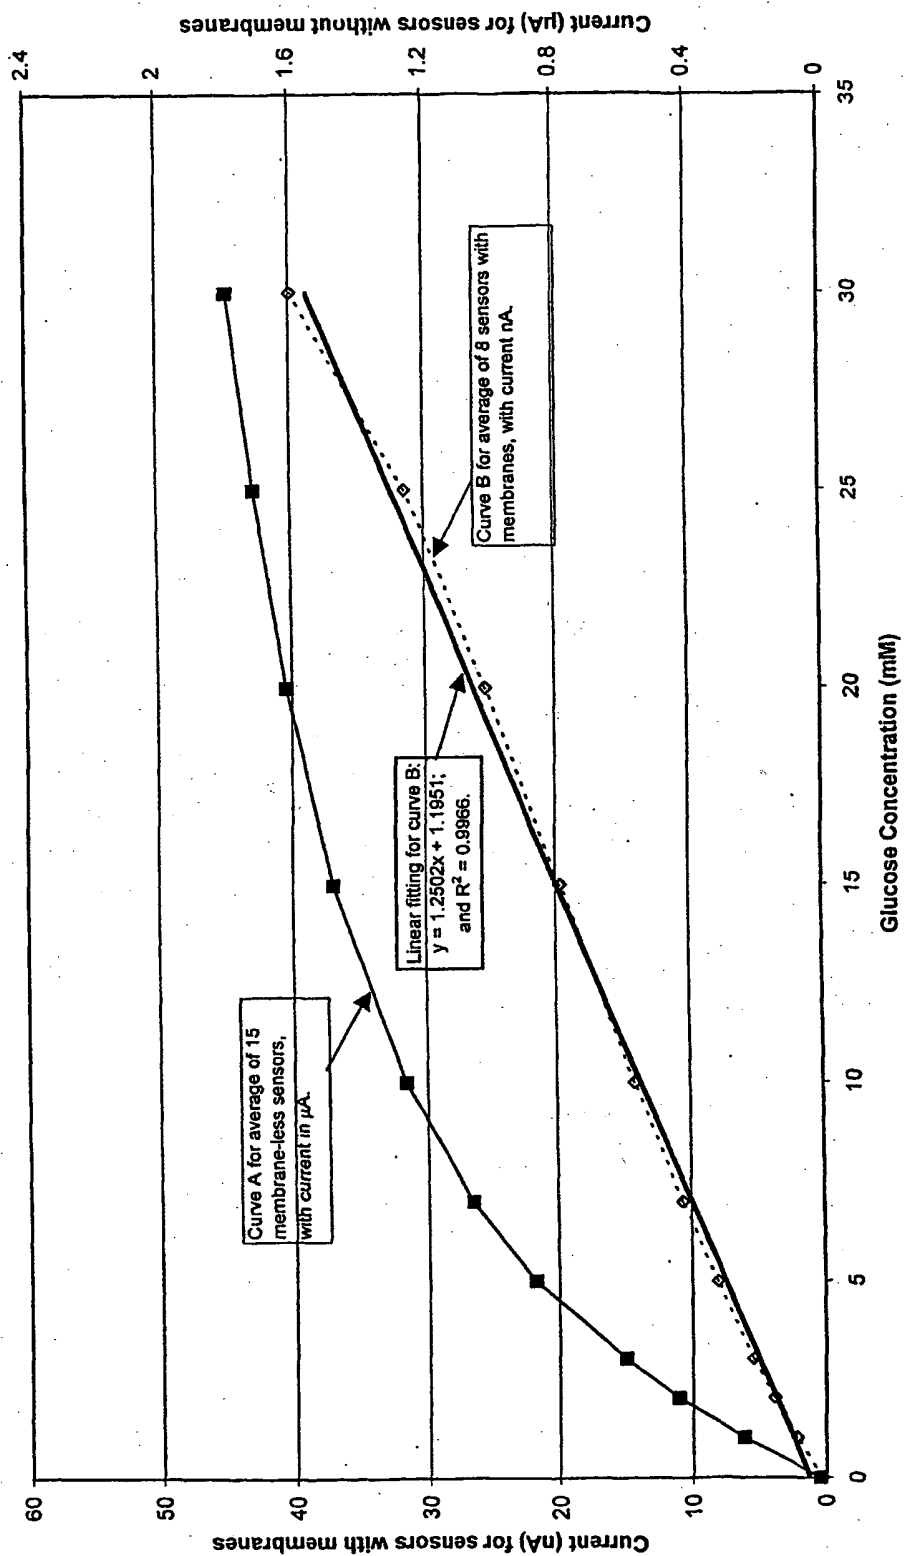 Current (µA) for sensors without membranes
2.4
2
1.6
1.2
0.8
0.4
0
Curve A for average of 15
membrane-less sensors,
with current in µA.
Linear fitting for curve B:
y = 1.2502x + 1.1951;
and R² = 0.9966.
Curve B for average of 8 sensors with
membranes, with current nA.
60
50
40
30
20
10
0
Current (nA) for sensors with membranes
0
5
10
15
20
25
30
35
Glucose Concentration (mM)